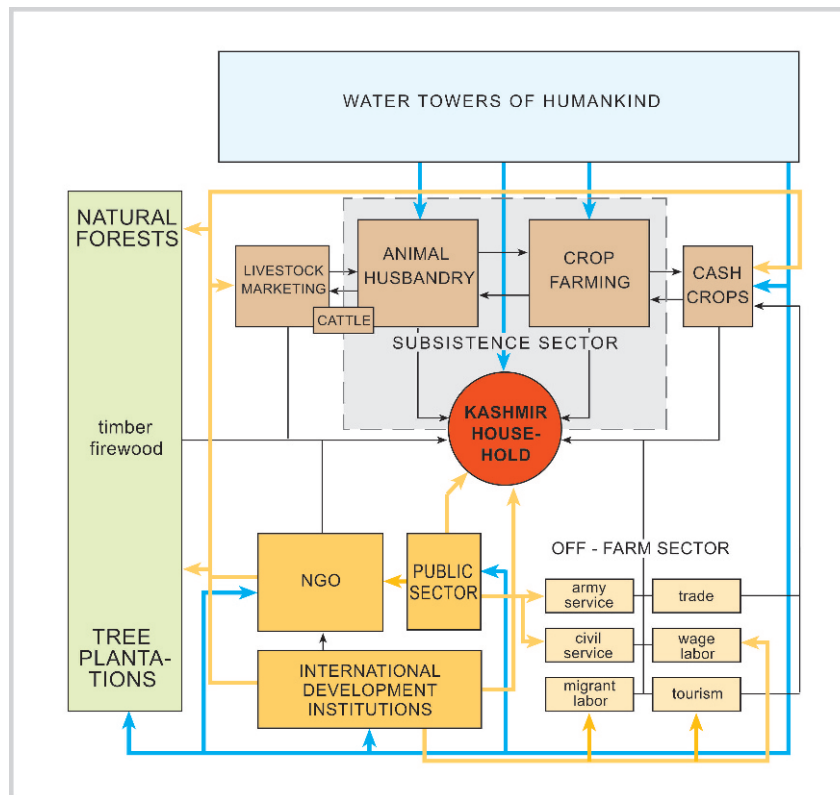 WATER TOWERS OF HUMANKIND
NATURAL
FORESTS
LIVESTOCK
MARKETING
ANIMAL
HUSBANDRY
CROP
FARMING
CASH
CROPS
CATTLE
SUBSISTENCE SECTOR
KASHMIR
HOUSE-
HOLD
timber
firewood
NGO
PUBLIC
SECTOR
OFF - FARM SECTOR
army
service
trade
civil
service
wage
labor
migrant
labor
tourism
TREE
PLANTA-
TIONS
INTERNATIONAL
DEVELOPMENT
INSTITUTIONS